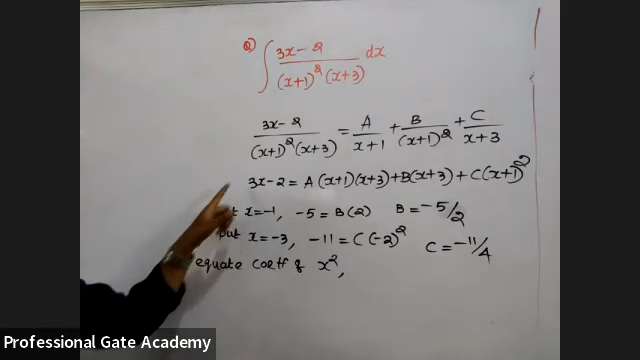 Q) ∫ 3x-2 / (x+1)² (x+3) dx
3x-2 / (x+1)² (x+3) = A / x+1 + B / (x+1)² + C / x+3
3x-2 = A(x+1)(x+3) + B(x+3) + C(x+1)²
x=-1, -5 = B(2) B = -5/2
put x=-3, -11 = C(-2)² C = -11/4
equate coeff of x²,
Professional Gate Academy